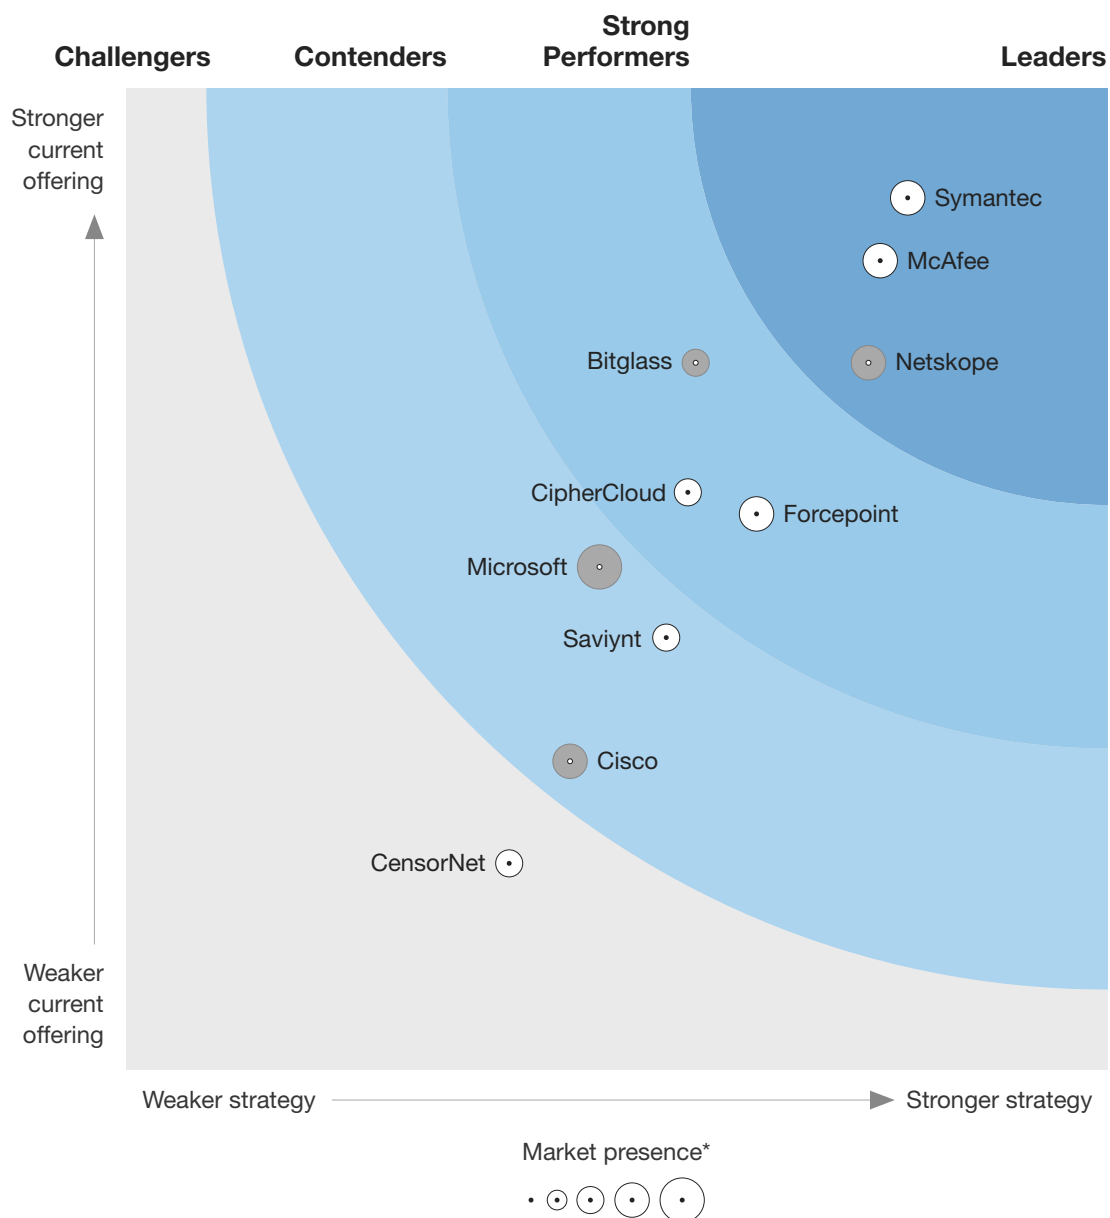 Challengers
Contenders
Strong
Performers
Leaders
Stronger
current
offering
Symantec
McAfee
Bitglass
Netskope
CipherCloud
Forcepoint
Microsoft
Saviynt
Cisco
CensorNet
Weaker
current
offering
Weaker strategy
Stronger strategy
Market presence*